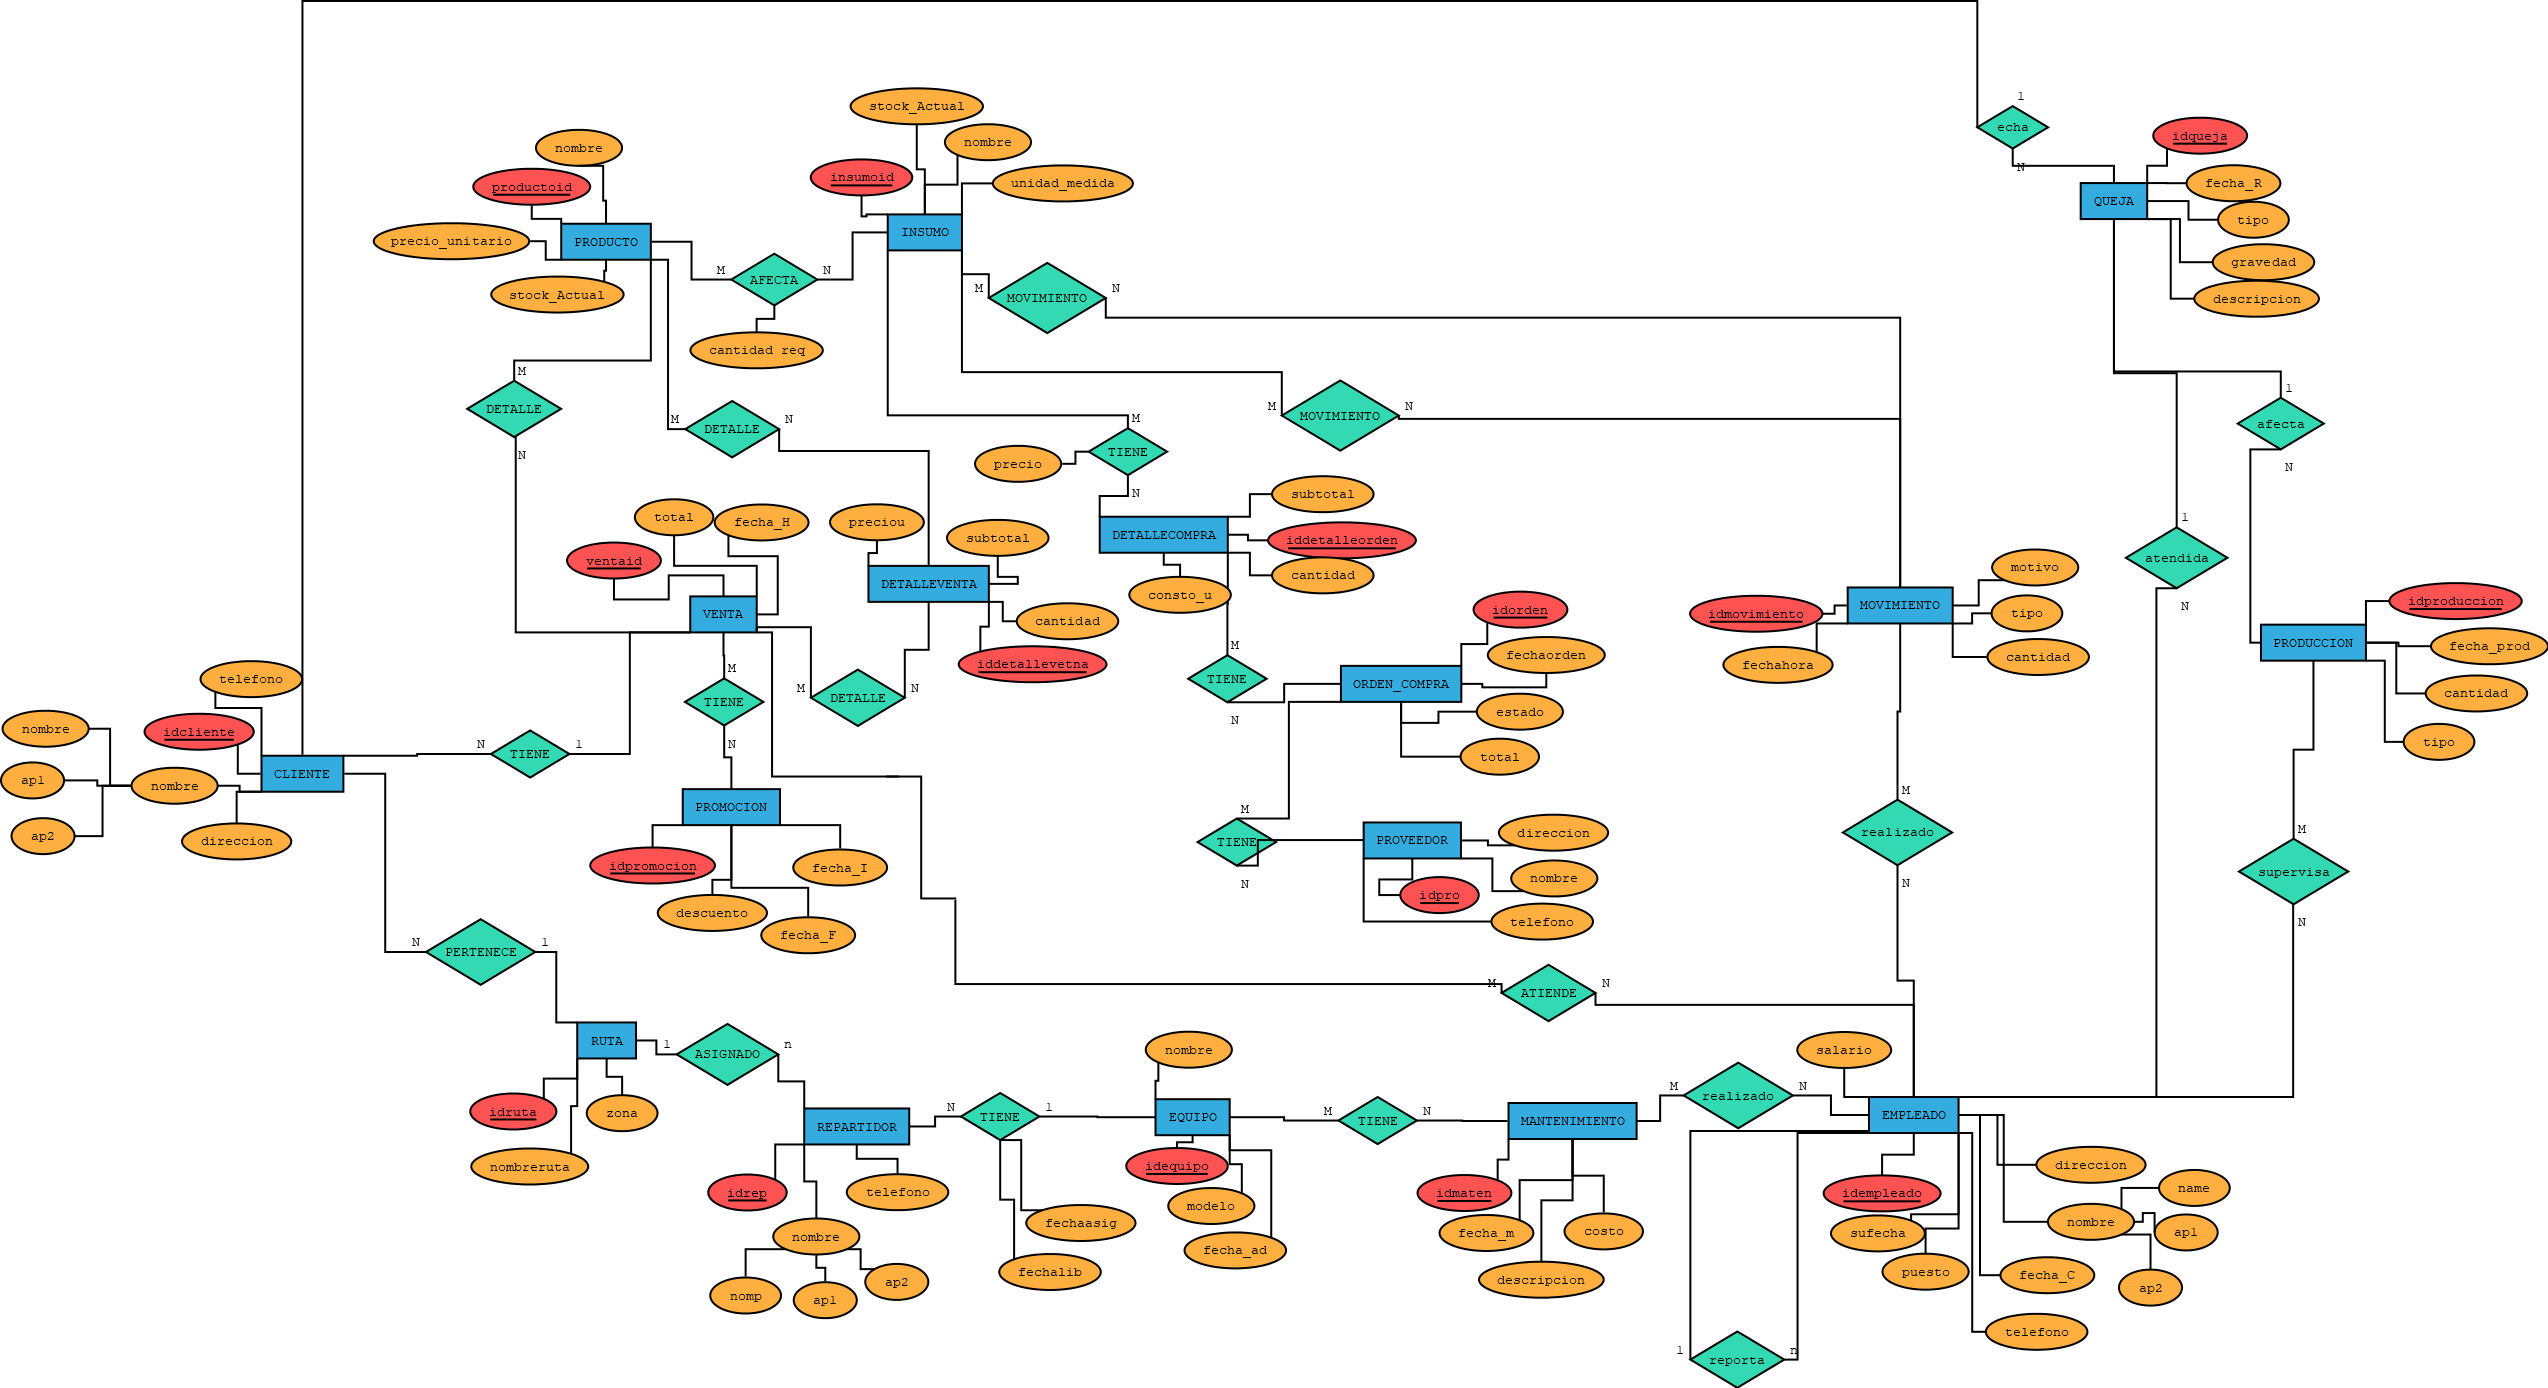 1
echa
N
idqueja
fecha_R
QUEJA
tipo
gravedad
descripcion
stock_Actual
nombre
insumoid
unidad_medida
INSUMO
nombre
productoid
precio_unitario
PRODUCTO
stock_Actual
M
AFECTA
N
cantidad req
M
MOVIMIENTO
N
M
DETALLE
N
M
DETALLE
N
M
MOVIMIENTO
N
M
TIENE
N
precio
1
afecta
N
1
atendida
N
total
fecha_H
ventaid
VENTA
preciou
subtotal
DETALLEVENTA
cantidad
iddetallevetna
subtotal
DETALLECOMPRA
iddetalleorden
cantidad
consto_u
M
TIENE
N
idorden
fechaorden
ORDEN_COMPRA
estado
total
motivo
MOVIMIENTO
idmovimiento
tipo
fechahora
cantidad
idproduccion
PRODUCCION
fecha_prod
cantidad
tipo
M
TIENE
N
M
DETALLE
N
telefono
nombre
idcliente
CLIENTE
ap1
nombre
ap2
direccion
N
TIENE
1
PROMOCION
idpromocion
fecha_I
descuento
fecha_F
M
TIENE
N
PROVEEDOR
direccion
nombre
idpro
telefono
M
realizado
N
M
supervisa
N
N
PERTENECE
1
M
ATIENDE
N
RUTA
idruta
zona
nombreruta
1
ASIGNADO
n
REPARTIDOR
idrep
telefono
nombre
nomp
ap1
ap2
N
TIENE
1
fechaasig
fechalib
nombre
EQUIPO
idequipo
modelo
fecha_ad
M
TIENE
N
MANTENIMIENTO
idmaten
fecha_m
costo
descripcion
M
realizado
N
salario
EMPLEADO
direccion
idempleado
name
nombre
sufecha
ap1
puesto
fecha_C
ap2
telefono
1
reporta
n